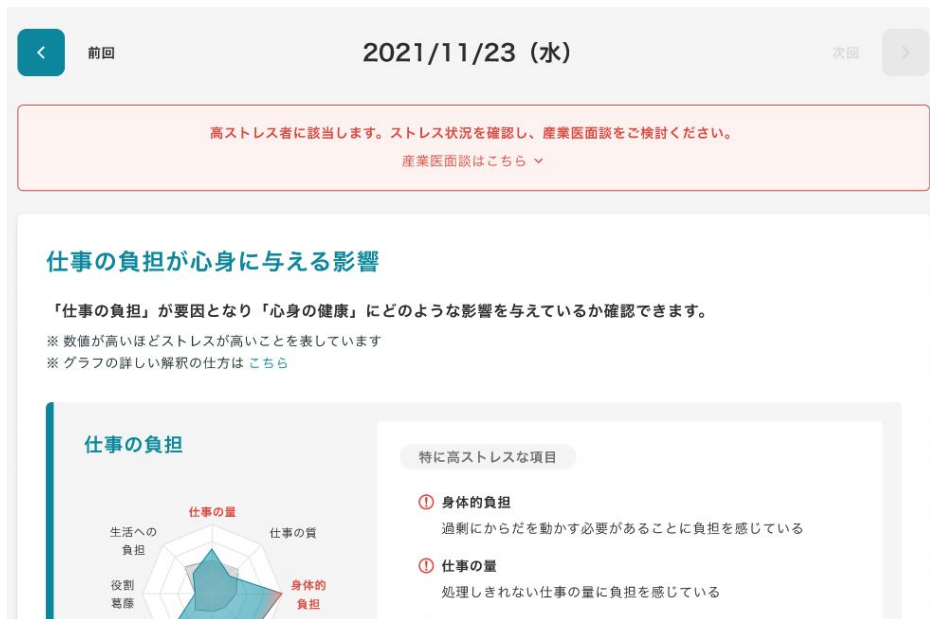 前回
2021/11/23（水）
次回
高ストレス者に該当します。ストレス状況を確認し、産業医面談をご検討ください。
産業医面談はこちら
仕事の負担が心身に与える影響
「仕事の負担」が要因となり「心身の健康」にどのような影響を与えているか確認できます。
※ 数値が高いほどストレスが高いことを表しています
※ グラフの詳しい解釈の仕方は こちら
仕事の負担
仕事の量
生活への
負担
仕事の質
役割
葛藤
身体的
負担
特に高ストレスな項目
身体的負担
過剰にからだを動かす必要があることに負担を感じている
仕事の量
処理しきれない仕事の量に負担を感じている